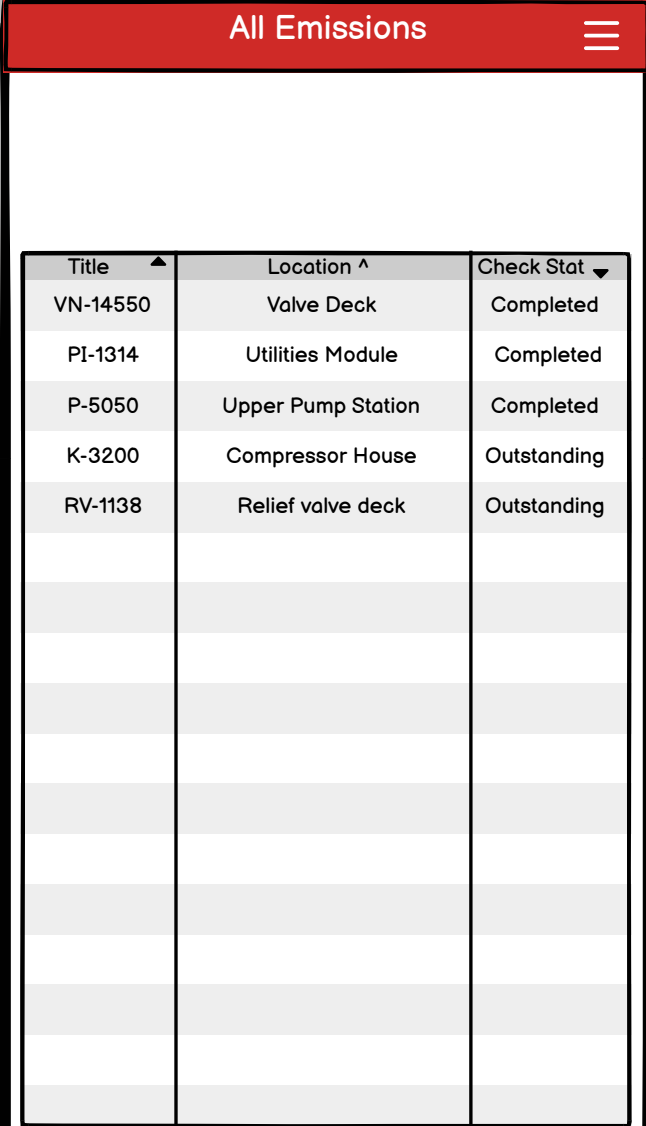 All Emissions
Title Location ^ Check Stat
VN-14550 Valve Deck Completed
PI-1314 Utilities Module Completed
P-5050 Upper Pump Station Completed
K-3200 Compressor House Outstanding
RV-1138 Relief valve deck Outstanding